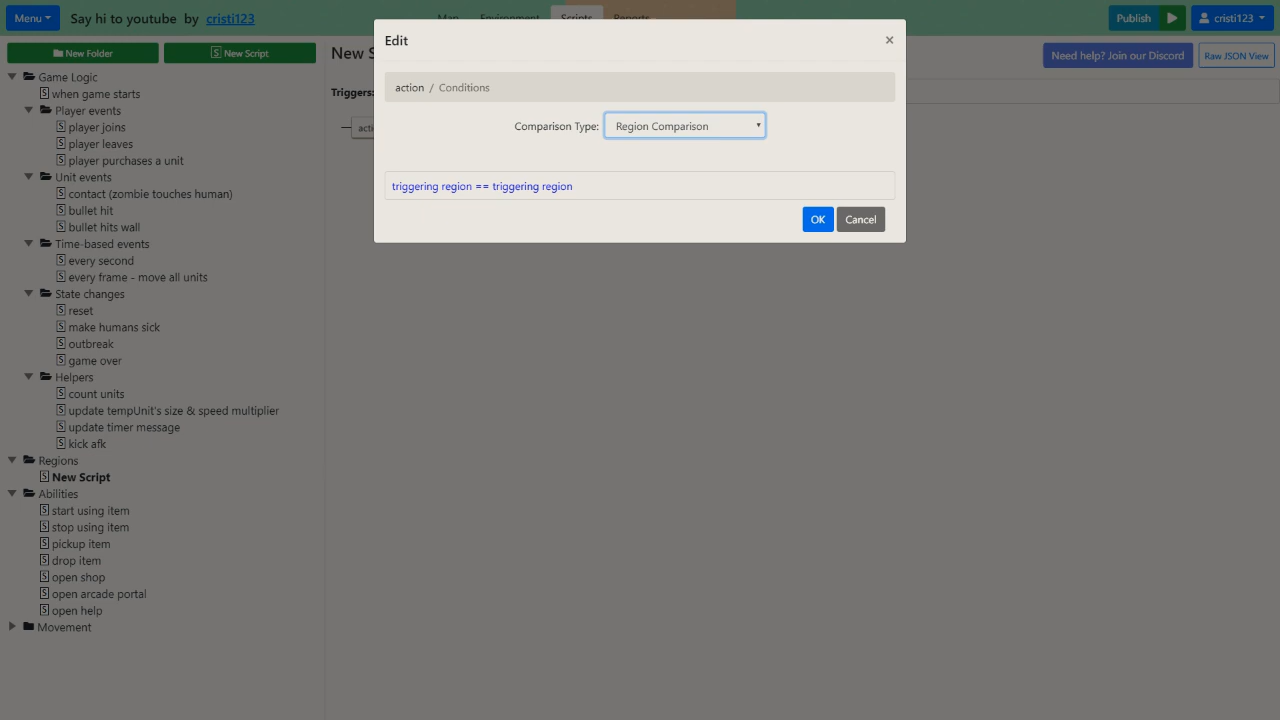 Menu
Say hi to youtube by cristi123
Map
Environment
Scripts
Reports
Publish
cristi123
New Folder
New Script
Game Logic
when game starts
Player events
player joins
player leaves
player purchases a unit
Unit events
contact (zombie touches human)
bullet hit
bullet hits wall
Time-based events
every second
every frame - move all units
State changes
reset
make humans sick
outbreak
game over
Helpers
count units
update tempUnit's size & speed multiplier
update timer message
kick afk
Regions
New Script
Abilities
start using item
stop using item
pickup item
drop item
open shop
open arcade portal
open help
Movement
New S
Need help? Join our Discord
Raw JSON View
Triggers:
acti
Edit
×
action / Conditions
Comparison Type:
Region Comparison
triggering region == triggering region
OK
Cancel